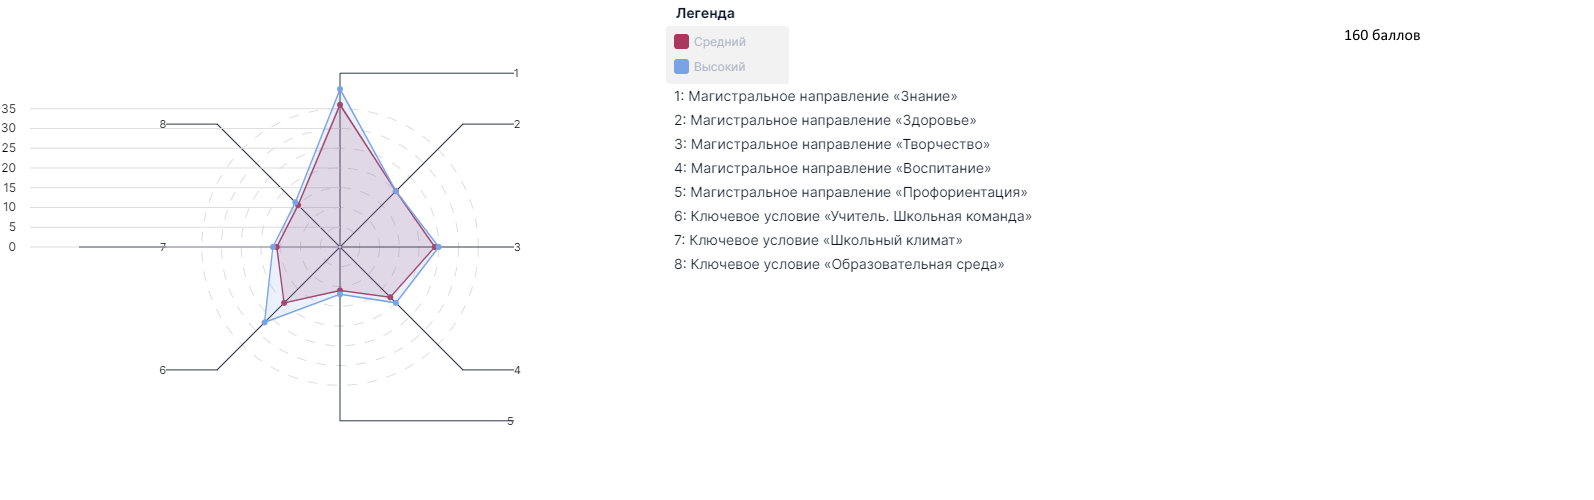 Легенда
Средний
Высокий
160 баллов
1: Магистральное направление «Знание»
2: Магистральное направление «Здоровье»
3: Магистральное направление «Творчество»
4: Магистральное направление «Воспитание»
5: Магистральное направление «Профориентация»
6: Ключевое условие «Учитель. Школьная команда»
7: Ключевое условие «Школьный климат»
8: Ключевое условие «Образовательная среда»
35
30
25
20
15
10
5
0
1
2
3
4
5
6
7
8